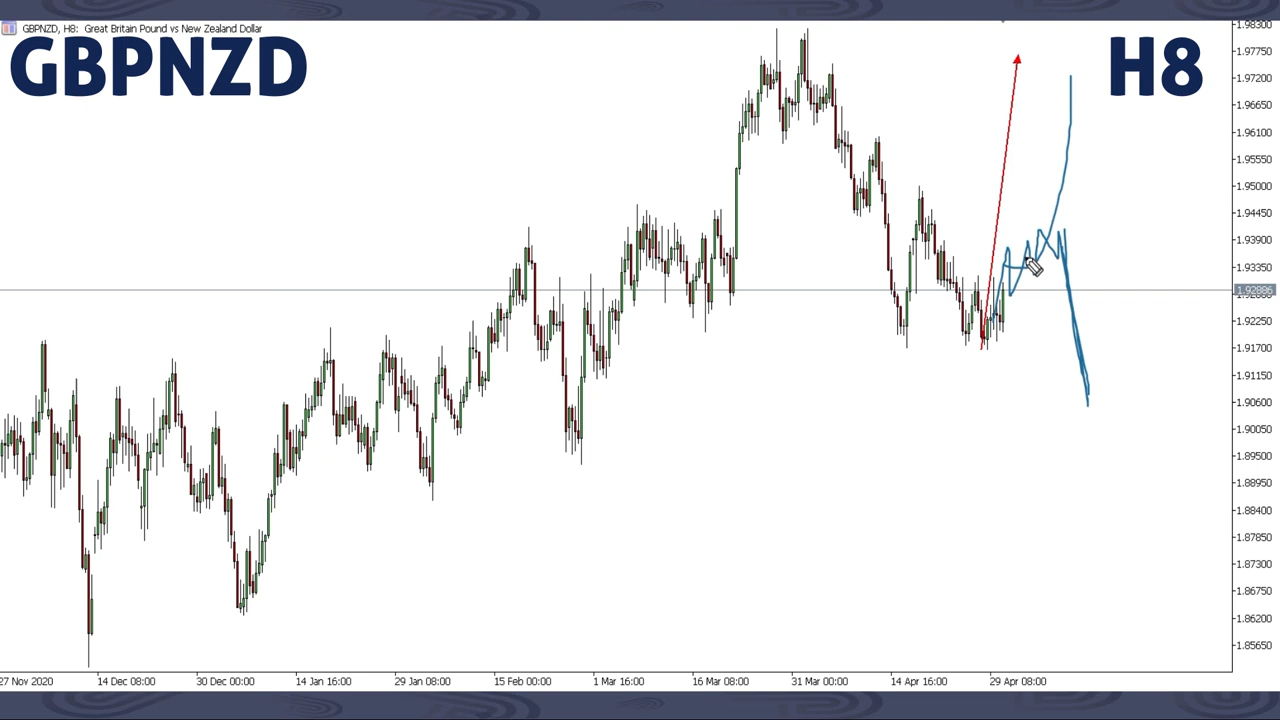 GBPNZD, H8: Great Britain Pound vs New Zealand Dollar
GBPNZD
H8
1.98300
1.97750
1.97200
1.96650
1.96100
1.95550
1.95000
1.94450
1.93900
1.93350
1.92886
1.92250
1.91700
1.91150
1.90600
1.90050
1.89500
1.88950
1.88400
1.87850
1.87300
1.86750
1.86200
1.85650
27 Nov 2020
14 Dec 08:00
30 Dec 00:00
14 Jan 16:00
29 Jan 08:00
15 Feb 00:00
1 Mar 16:00
16 Mar 08:00
31 Mar 00:00
14 Apr 16:00
29 Apr 08:00